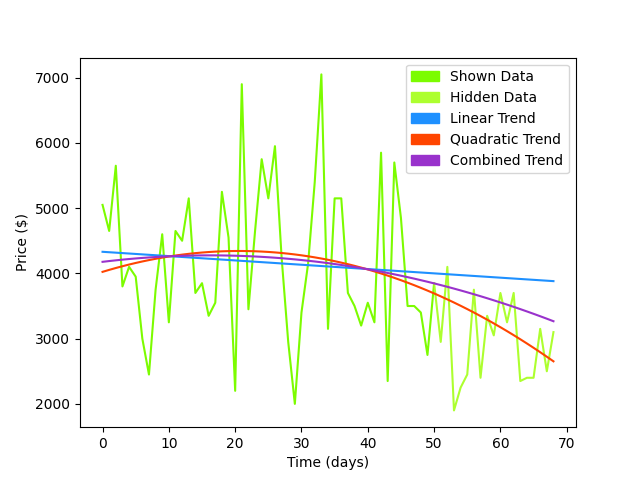 7000
6000
5000
4000
3000
2000
Price ($)
0 10 20 30 40 50 60 70
Time (days)
Shown Data
Hidden Data
Linear Trend
Quadratic Trend
Combined Trend